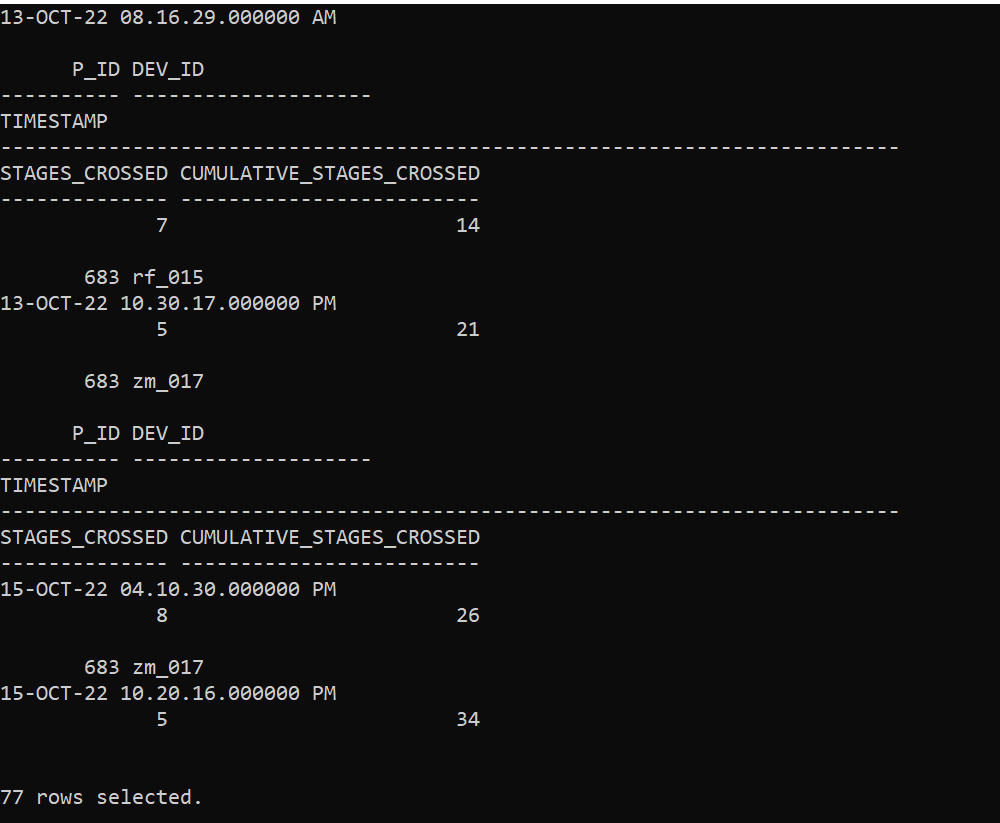 13-OCT-22 08.16.29.000000 AM
P_ID DEV_ID
---------- --------------------
TIMESTAMP
---------------------------------------------------------------------------
STAGES_CROSSED CUMULATIVE_STAGES_CROSSED
-------------- -------------------------
7 14
683 rf_015
13-OCT-22 10.30.17.000000 PM
5 21
683 zm_017
P_ID DEV_ID
---------- --------------------
TIMESTAMP
---------------------------------------------------------------------------
STAGES_CROSSED CUMULATIVE_STAGES_CROSSED
-------------- -------------------------
15-OCT-22 04.10.30.000000 PM
8 26
683 zm_017
15-OCT-22 10.20.16.000000 PM
5 34
77 rows selected.